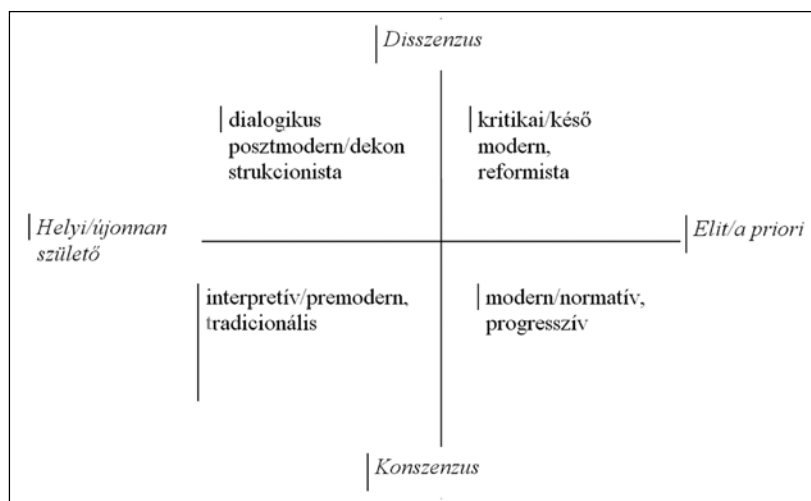 Disszenzus
dialogikus
posztmodern/dekon
strukcionista
kritikai/késő
modern,
reformista
Helyi/újonnan
születő
Elit/a priori
interpretív/premodern,
tradicionális
modern/normatív,
progresszív
Konszenzus